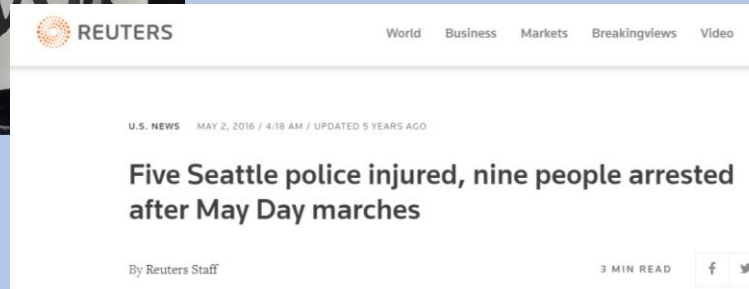 REUTERS
World Business Markets Breakingviews Video
U.S. NEWS MAY 2, 2016 / 4:18 AM / UPDATED 5 YEARS AGO
Five Seattle police injured, nine people arrested
after May Day marches
By Reuters Staff
3 MIN READ